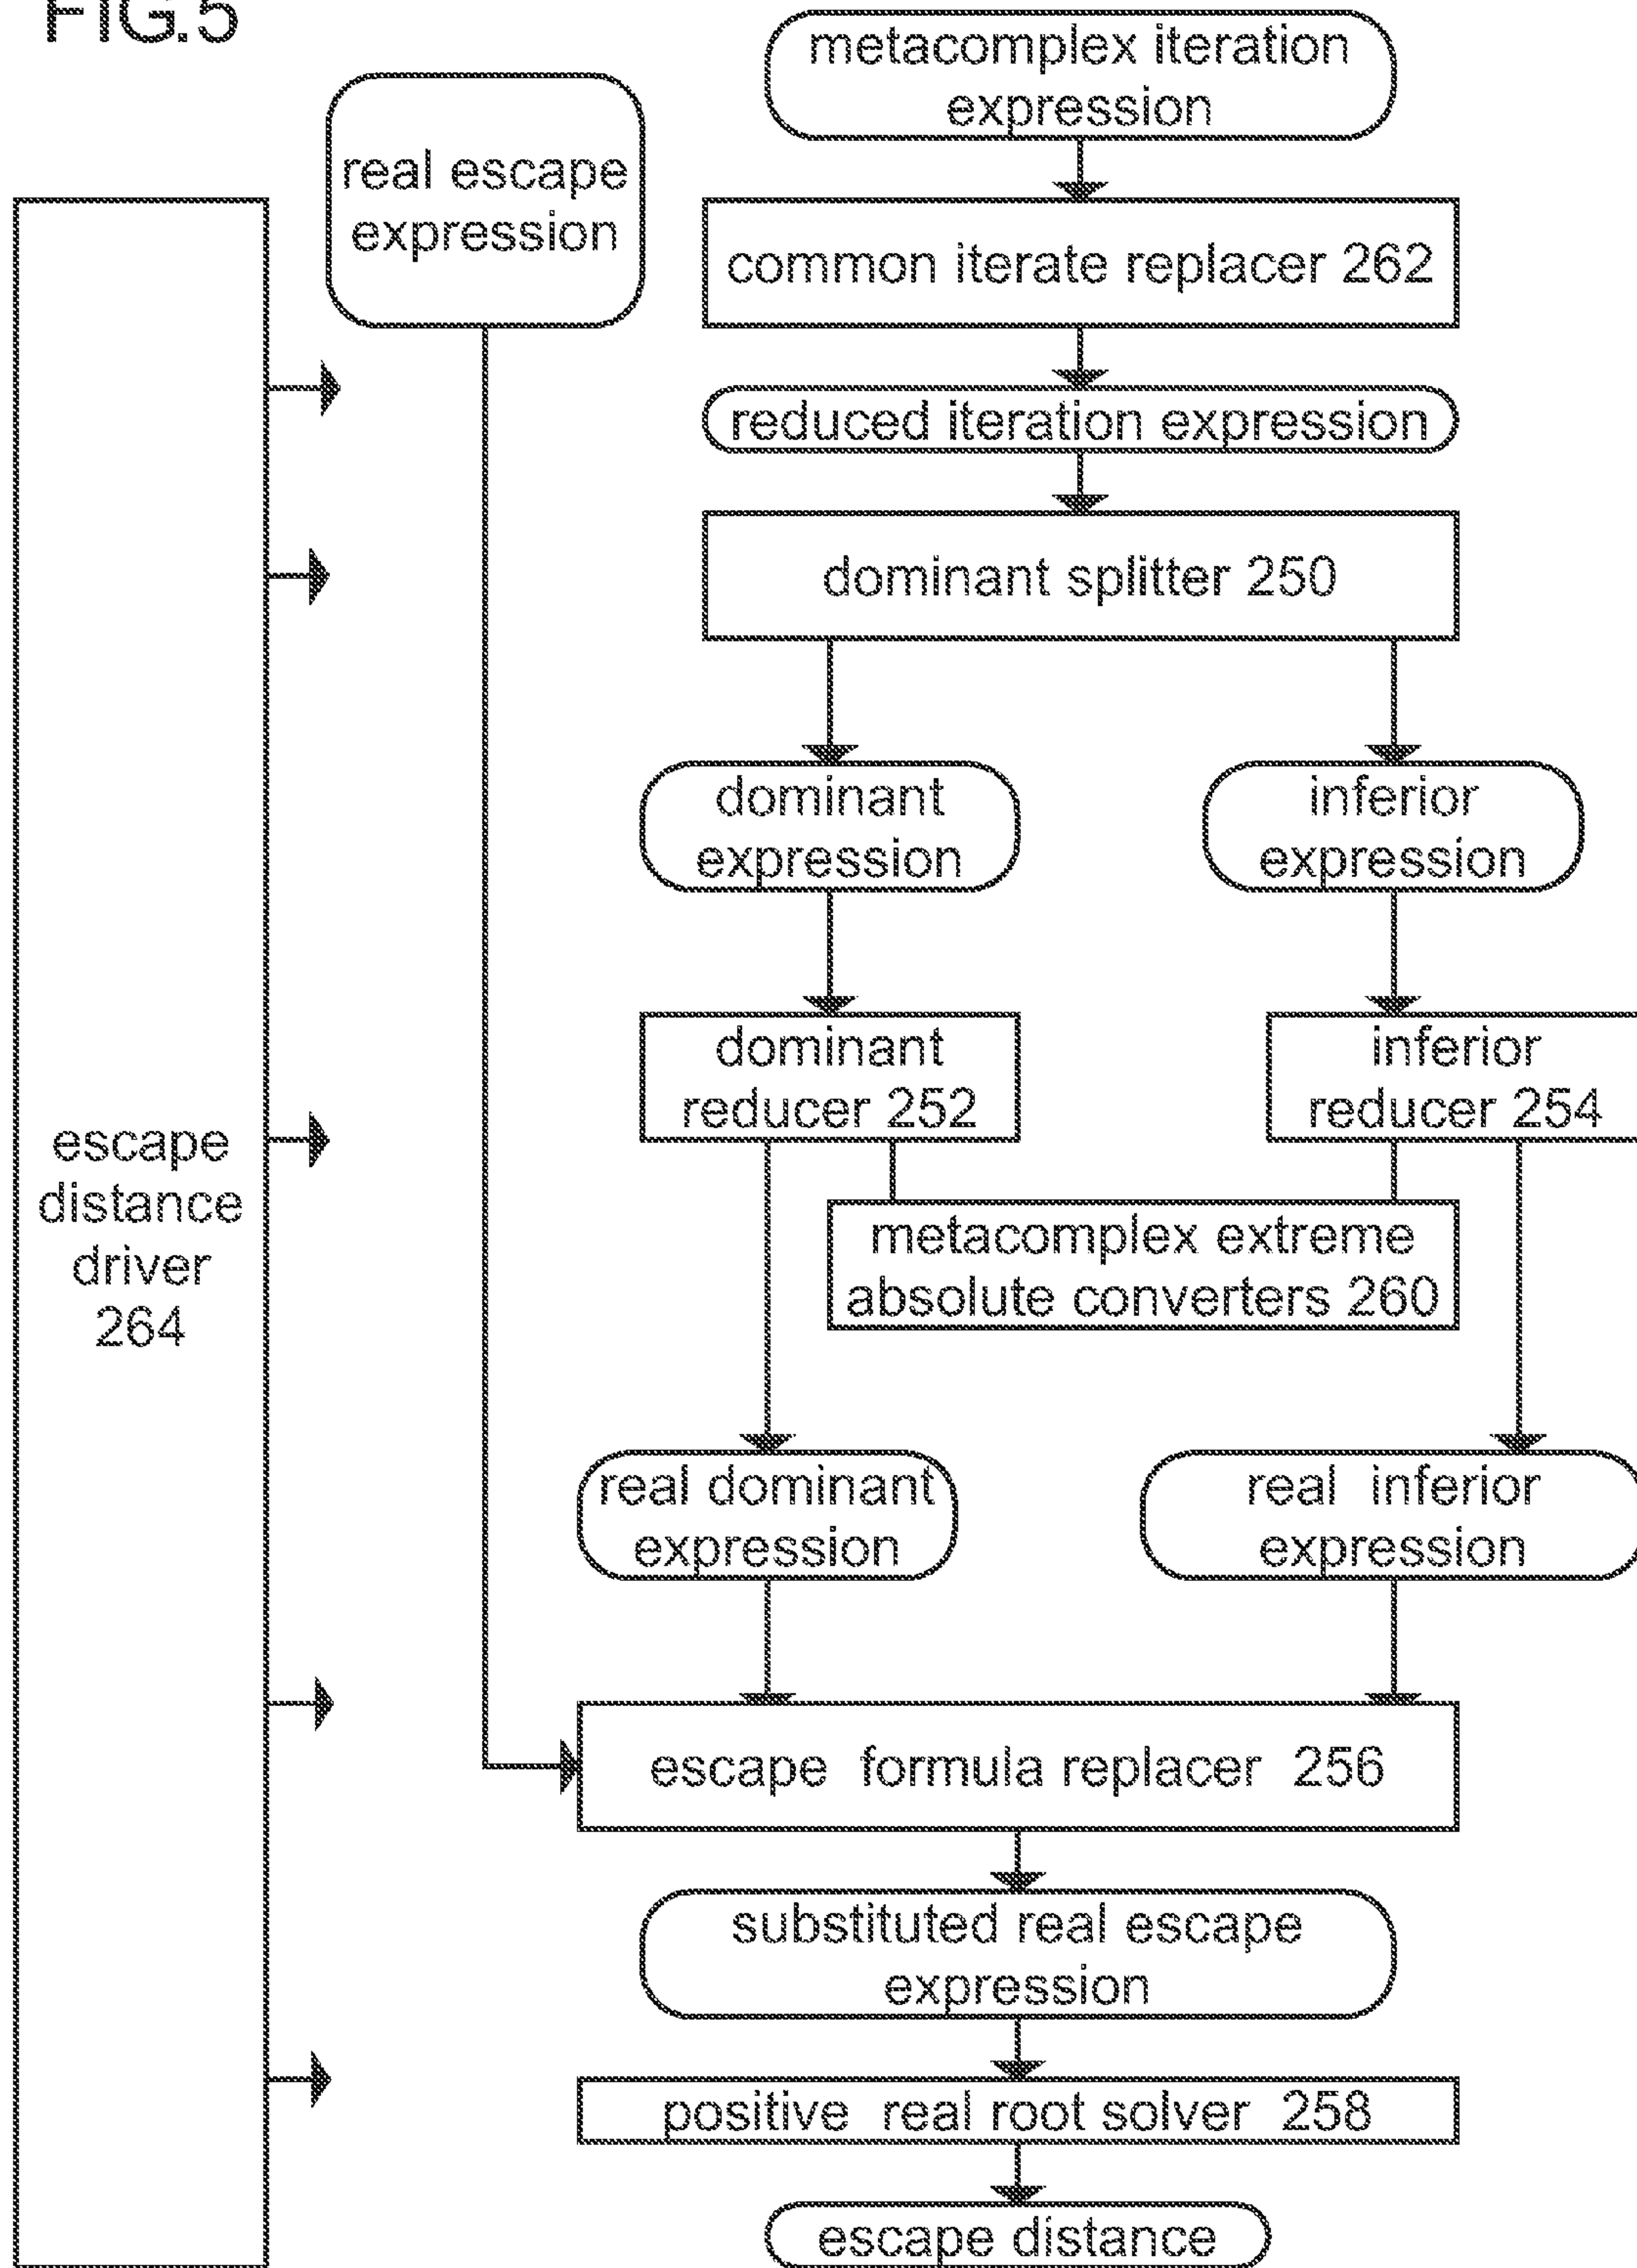 FIG.5
metacomplex iteration
expression
real escape
expression
common iterate replacer 262
reduced iteration expression
dominant splitter 250
dominant
expression
inferior
expression
dominant
reducer 252
inferior
reducer 254
escape
distance
driver
264
metacomplex extreme
absolute converters 260
real dominant
expression
real inferior
expression
escape formula replacer 256
substituted real escape
expression
positive real root solver 258
escape distance